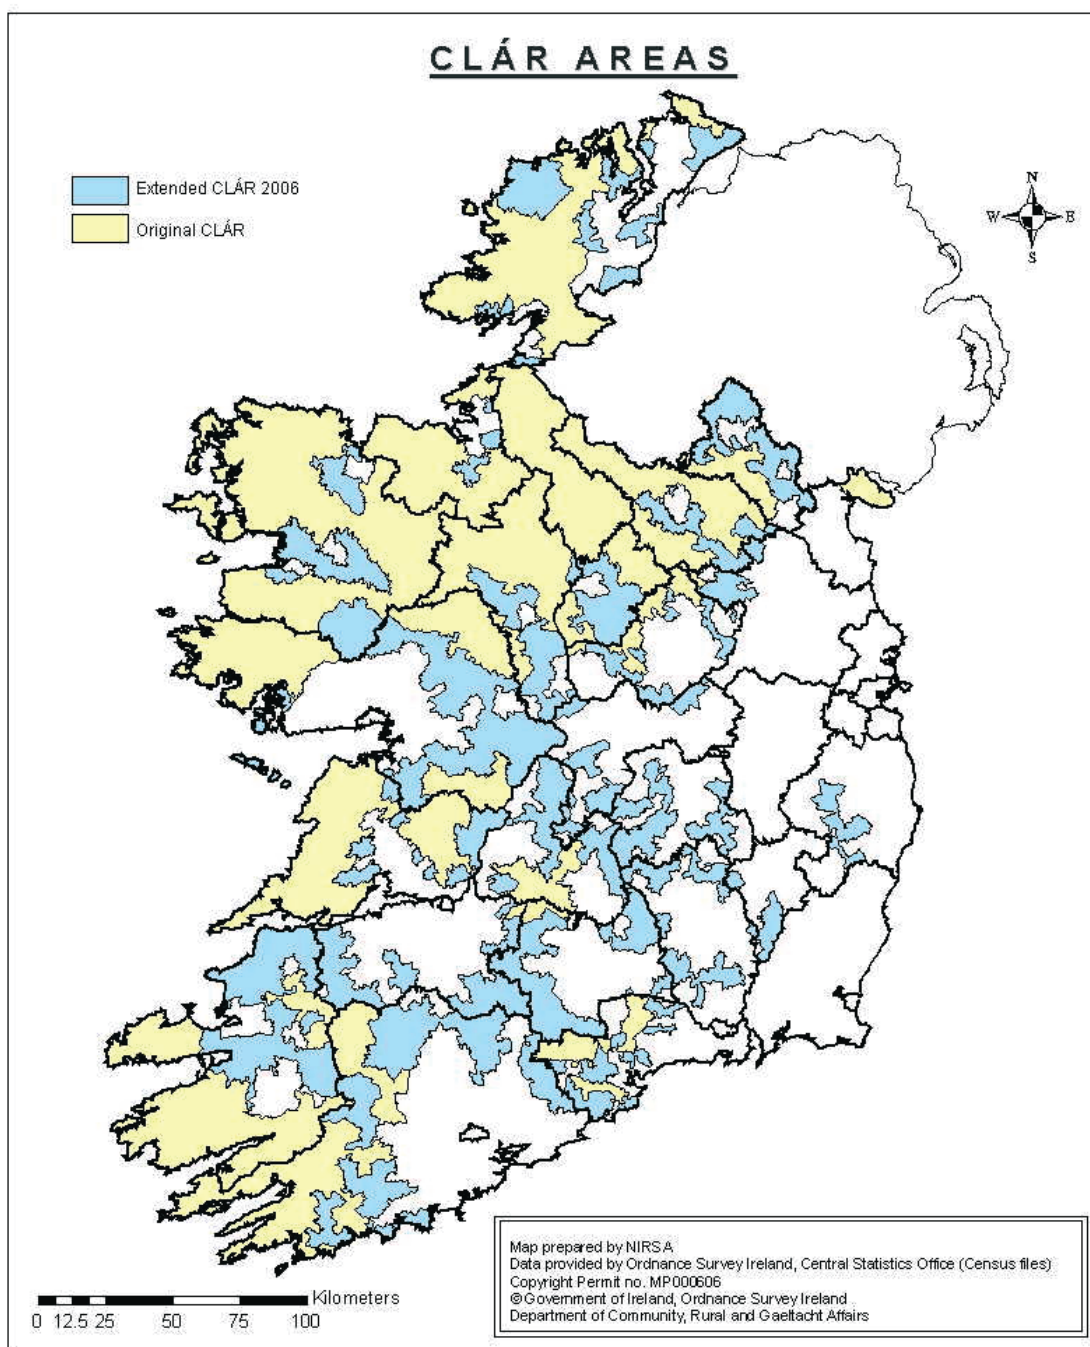 CLÁR AREAS
Extended CLÁR 2006
Original CLÁR
N
W E
S
Map prepared by NIRSA
Data provided by Ordnance Survey Ireland, Central Statistics Office (Census files)
Copyright Permit no. MP000606
©Government of Ireland, Ordnance Survey Ireland
Department of Community, Rural and Gaeltacht Affairs
Kilometers
0 12.5 25 50 75 100